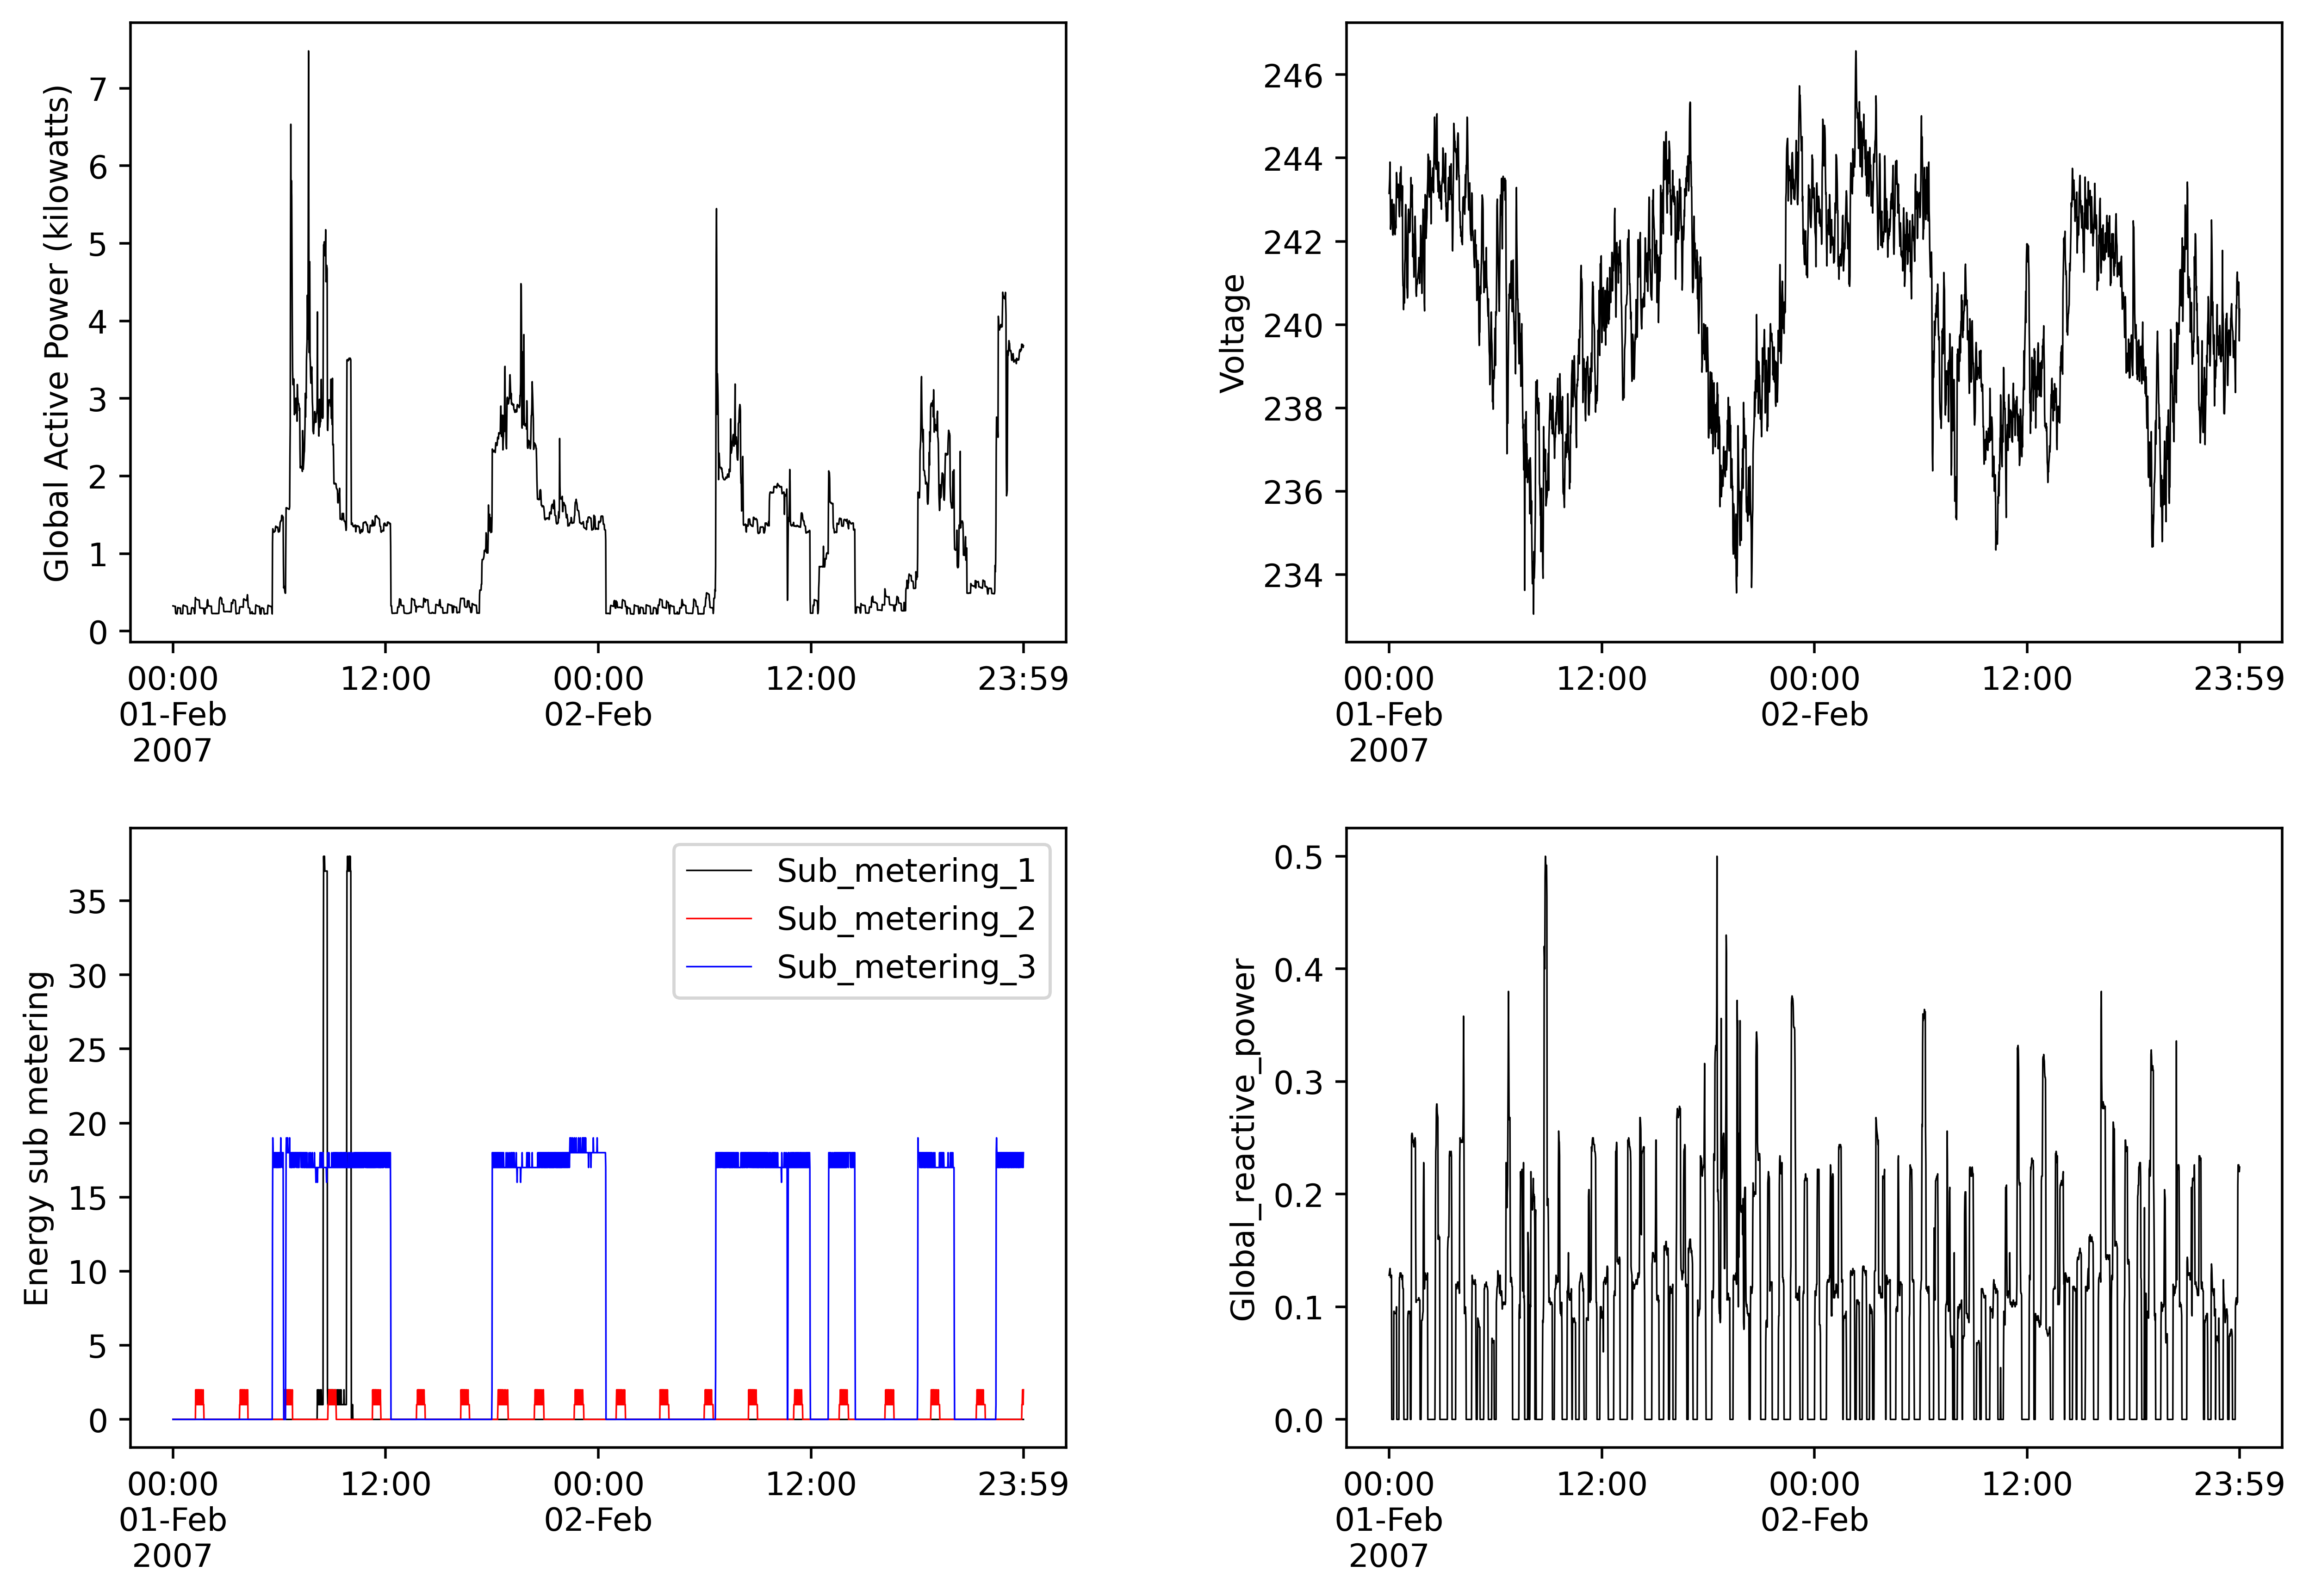 Global Active Power (kilowatts)
7
6
5
4
3
2
1
0
00:00 12:00 00:00 12:00 23:59
01-Feb 02-Feb
2007
Voltage
246
244
242
240
238
236
234
00:00 12:00 00:00 12:00 23:59
01-Feb 02-Feb
2007
Energy sub metering
35
30
25
20
15
10
5
0
Sub_metering_1
Sub_metering_2
Sub_metering_3
00:00 12:00 00:00 12:00 23:59
01-Feb 02-Feb
2007
Global_reactive_power
0.5
0.4
0.3
0.2
0.1
0.0
00:00 12:00 00:00 12:00 23:59
01-Feb 02-Feb
2007